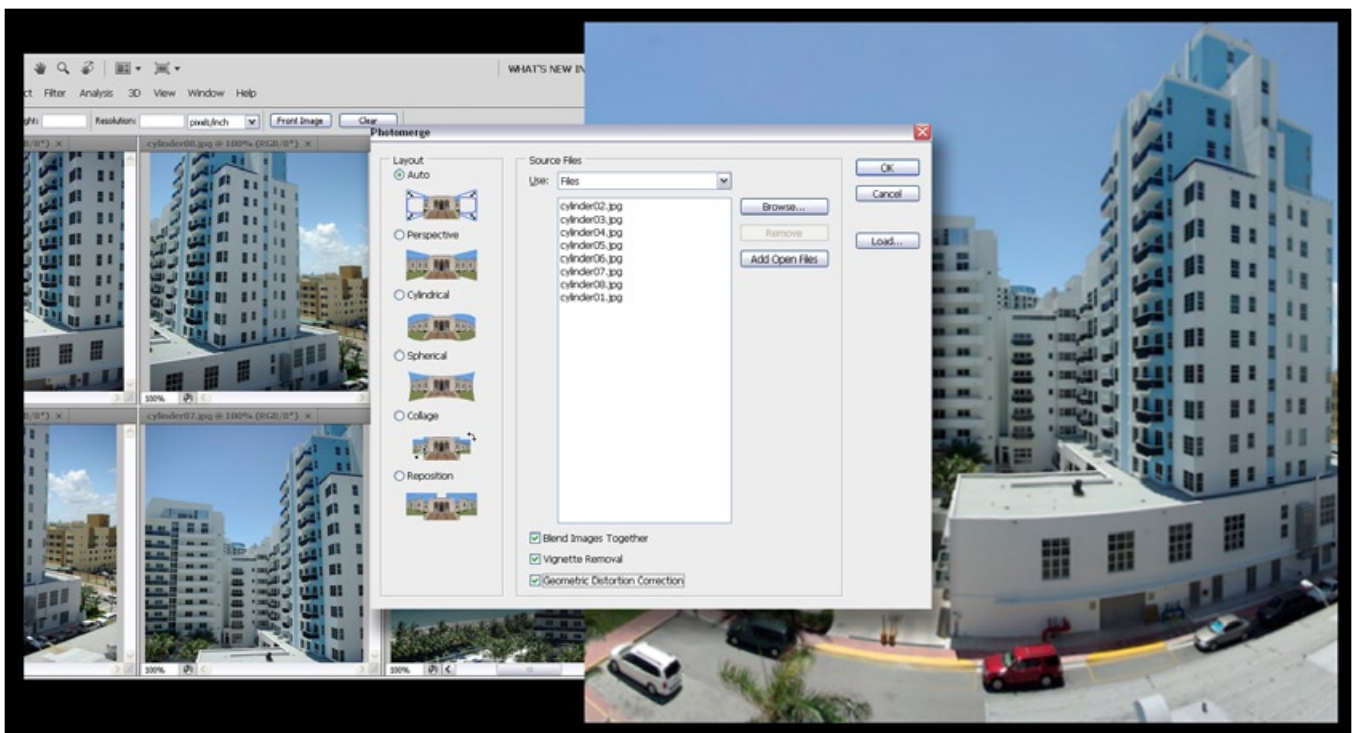 WHAT'S NEW IN
Filter Analysis 3D View Window Help
Resolution: pixels/inch Front Image Clear
cylinder08.jpg @ 100% (RGB/8*) ×
Photomerge
Layout
Auto
Perspective
Cylindrical
Spherical
Collage
Reposition
Source Files
Use: Files
cylinder02.jpg
cylinder03.jpg
cylinder04.jpg
cylinder05.jpg
cylinder06.jpg
cylinder07.jpg
cylinder08.jpg
cylinder01.jpg
Browse...
Remove
Add Open Files
Blend Images Together
Vignette Removal
Geometric Distortion Correction
OK
Cancel
Load...
100%
cylinder07.jpg @ 100% (RGB/8*) ×
100%
100%